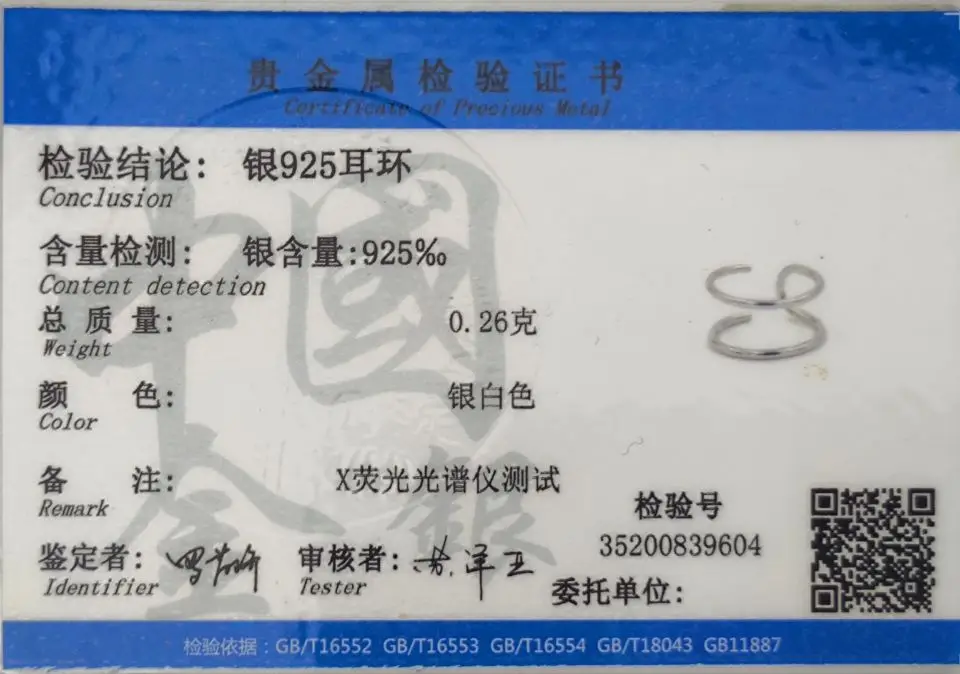 贵金属检验证书
Certificate of Precious Metal
检验结论：银925耳环
Conclusion
含量检测：银含量:925‰
Content detection
总质量：0.26克
Weight
颜色：银白色
Color
备注：X荧光光谱仪测试
Remark
检验号
35200839604
鉴定者：
审核者：
Identifier
Tester
委托单位：
中國
金銀
检验依据：GB/T16552 GB/T16553 GB/T16554 GB/T18043 GB11887